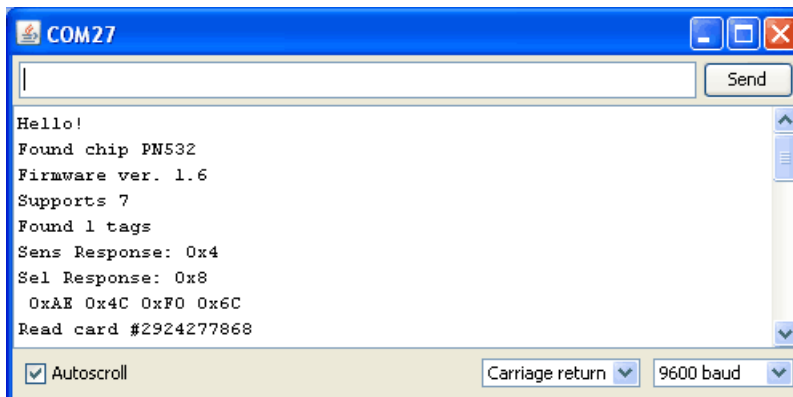 COM27
Send
Hello!
Found chip PN532
Firmware ver. 1.6
Supports 7
Found 1 tags
Sens Response: 0x4
Sel Response: 0x8
0xAE 0x4C 0xF0 0x6C
Read card #2924277868
Autoscroll
Carriage return
9600 baud